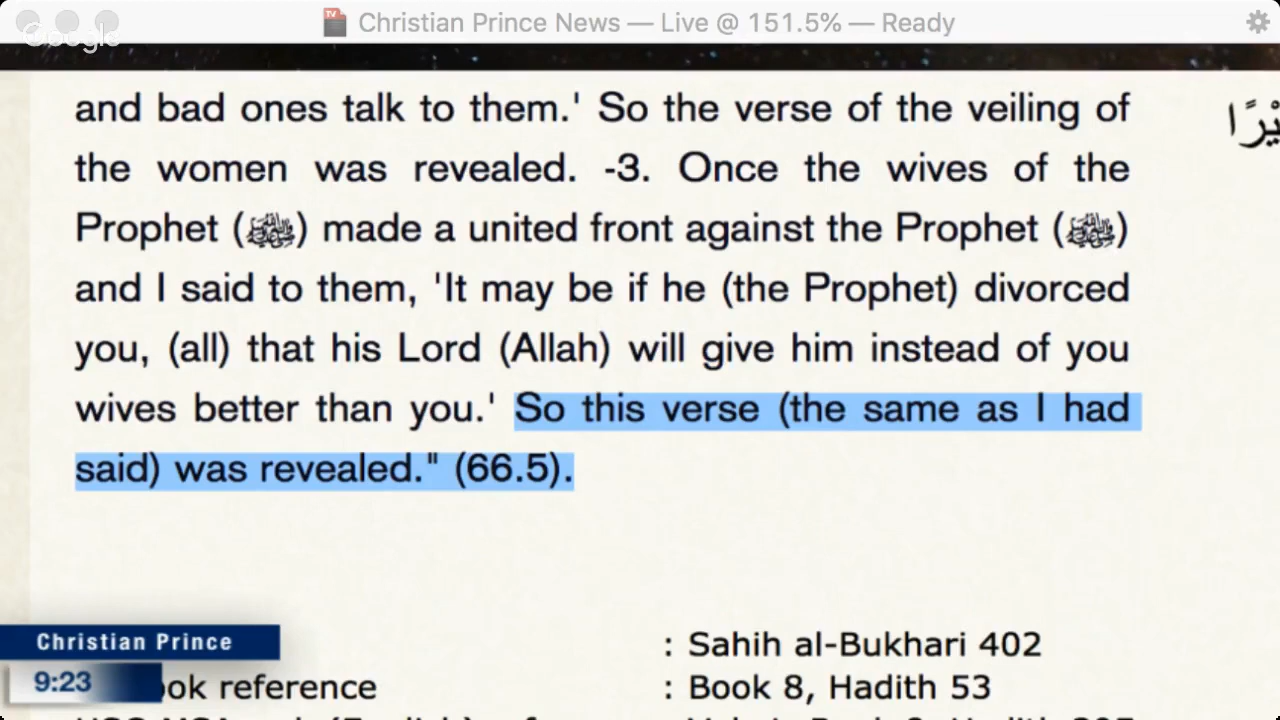 Christian Prince News — Live @ 151.5% — Ready
Google
and bad ones talk to them.' So the verse of the veiling of
the women was revealed. -3. Once the wives of the
Prophet (ﷺ) made a united front against the Prophet (ﷺ)
and I said to them, 'It may be if he (the Prophet) divorced
you, (all) that his Lord (Allah) will give him instead of you
wives better than you.' So this verse (the same as I had
said) was revealed." (66.5).
: Sahih al-Bukhari 402
ook reference : Book 8, Hadith 53
Christian Prince
9:23